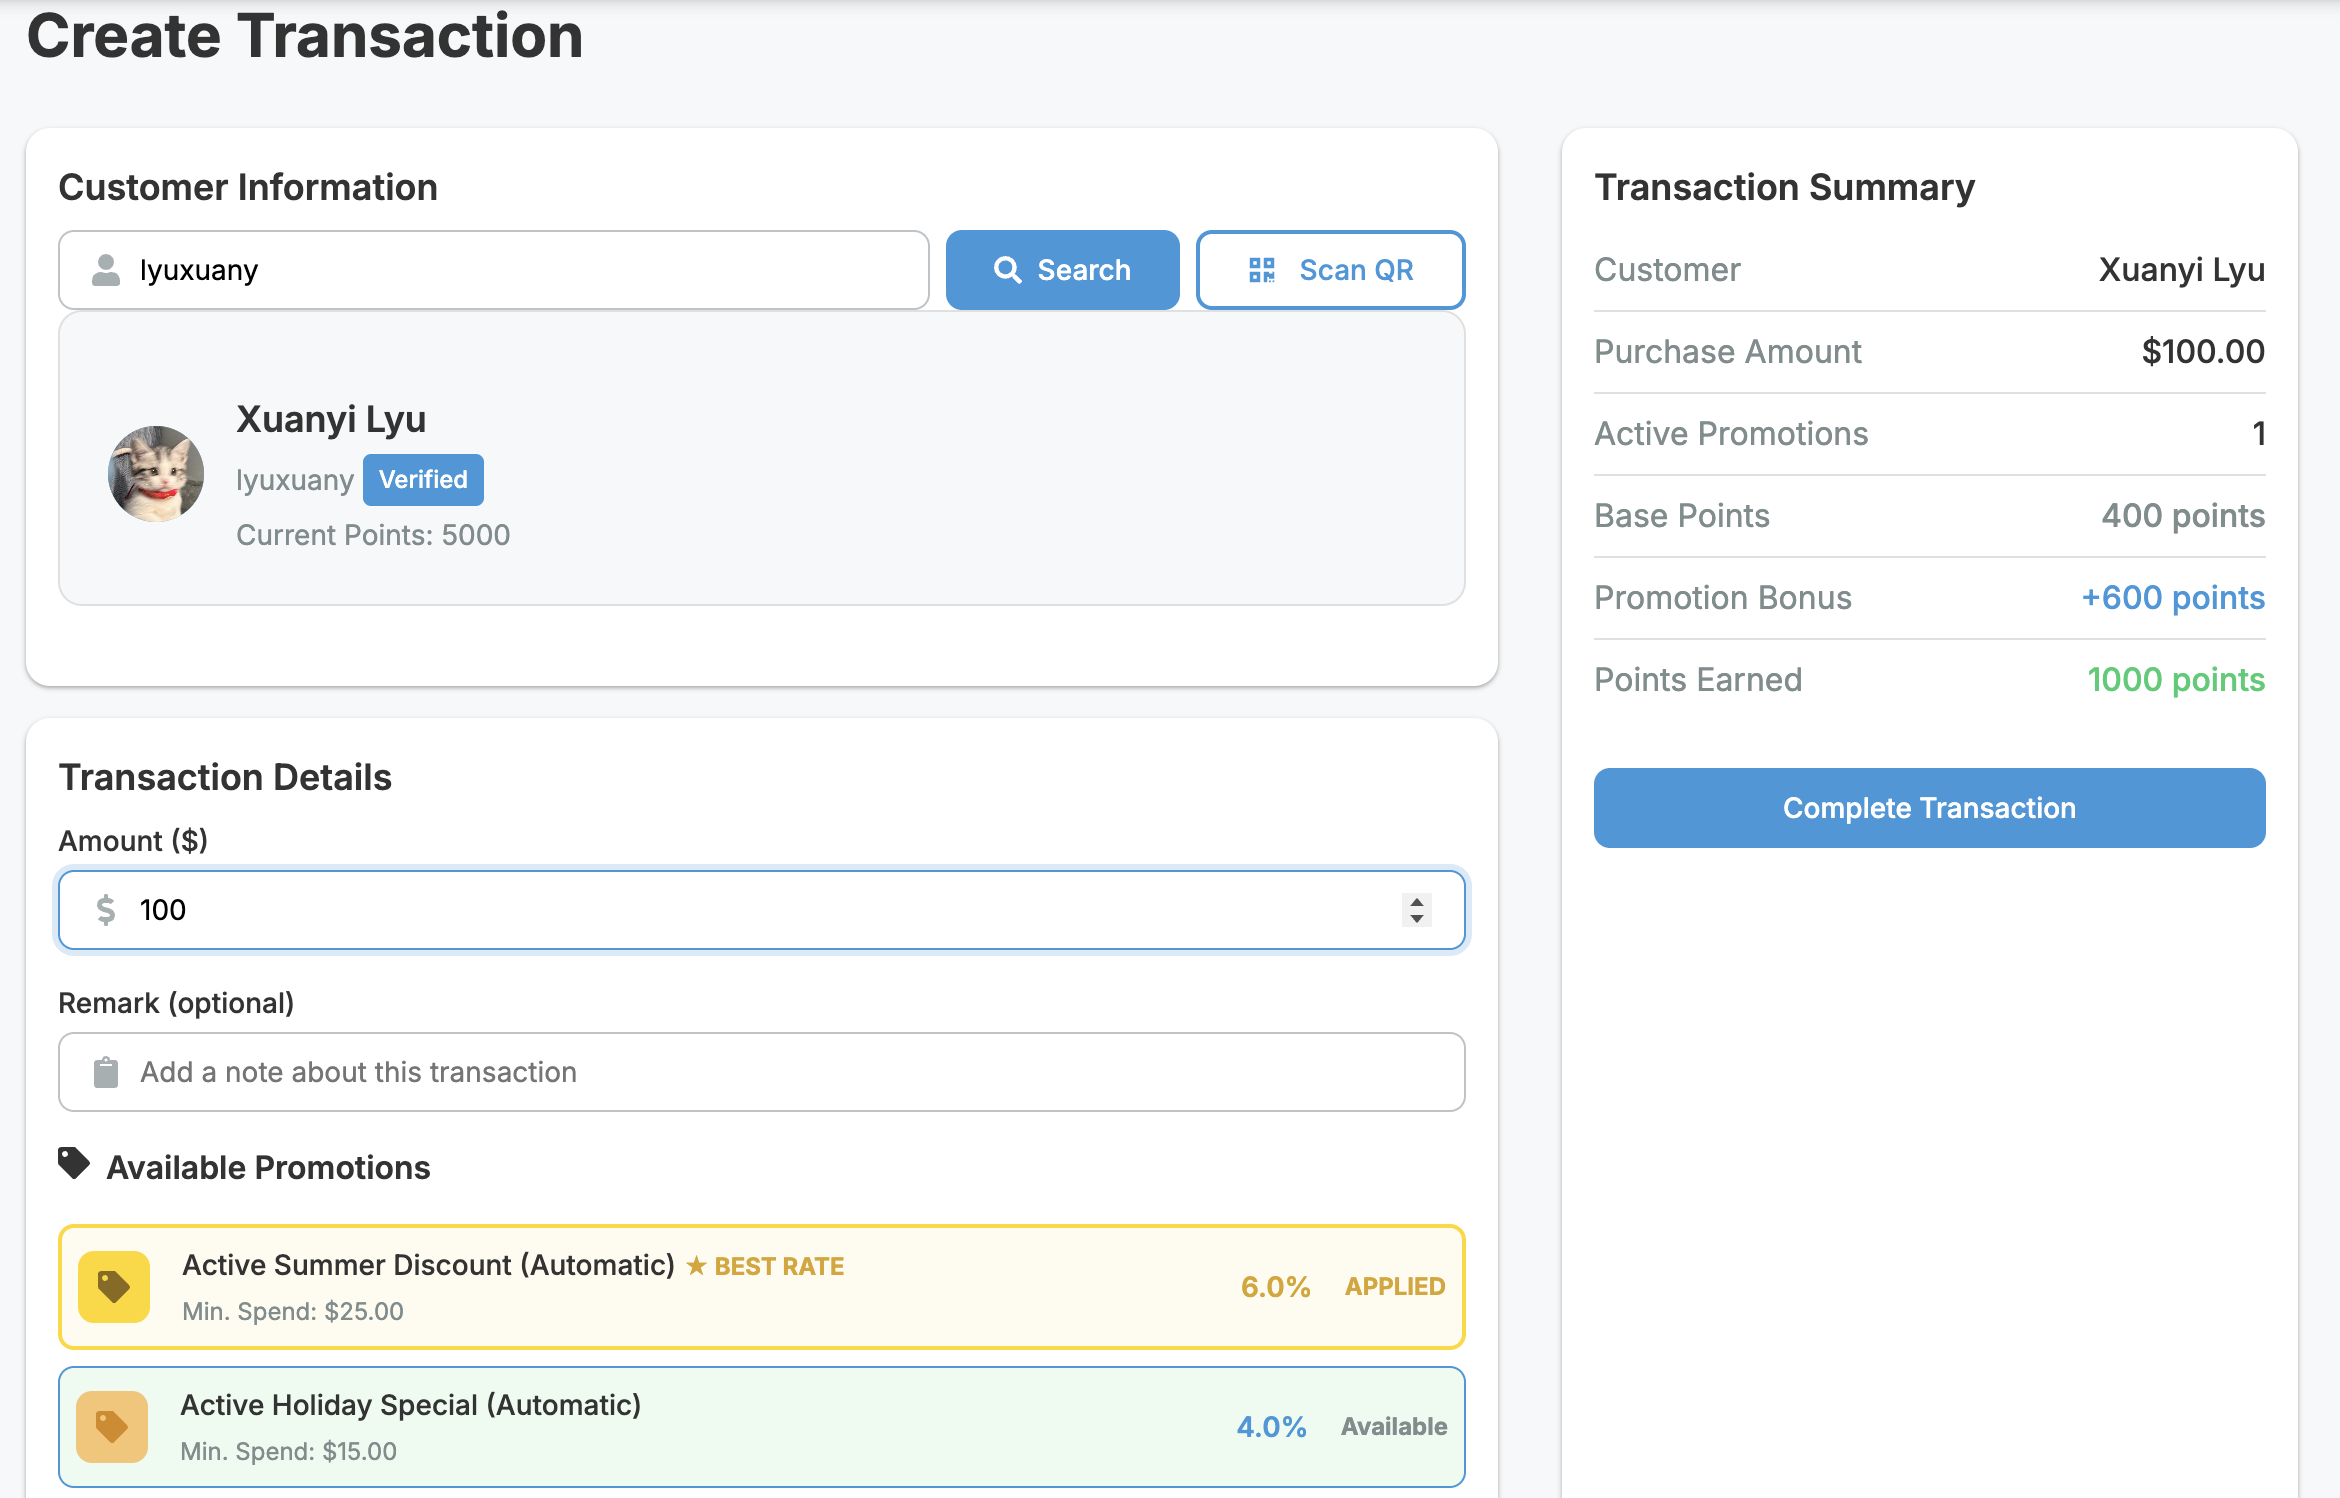 Create Transaction
Customer Information
lyuxuany
Search
Scan QR
Xuanyi Lyu
lyuxuany Verified
Current Points: 5000
Transaction Details
Amount ($)
$ 100
Remark (optional)
Add a note about this transaction
Available Promotions
Active Summer Discount (Automatic) ★ BEST RATE
Min. Spend: $25.00
6.0% APPLIED
Active Holiday Special (Automatic)
Min. Spend: $15.00
4.0% Available
Transaction Summary
Customer Xuanyi Lyu
Purchase Amount $100.00
Active Promotions 1
Base Points 400 points
Promotion Bonus +600 points
Points Earned 1000 points
Complete Transaction